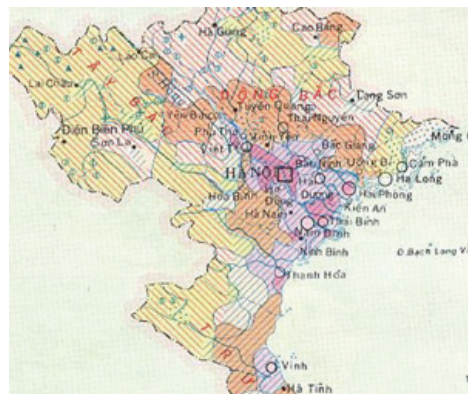 Hà Giang
Cao Bằng
Lào Cai
Lai Châu
TÂY BẮC
ĐÔNG BẮC
Tuyên Quang
Lạng Sơn
Yên Bái
Thái Nguyên
Điện Biên Phủ
Sơn La
Phú Thọ
Việt Trì
Bắc Giang
Móng
Bắc Ninh
Uông Bí
Cẩm Phả
HÀ NỘI
Hạ Long
Hải Dương
Hải Phòng
Hòa Bình
Hà Đông
Kiến An
Hà Nam
Thái Bình
Nam Định
Ninh Bình
Đ.Bạch Long V
Thanh Hóa
TRU
Vinh
Hà Tĩnh